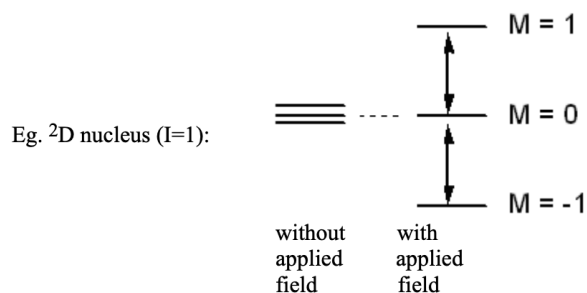 M = 1
Eg. ²D nucleus (I=1):
M = 0
M = -1
without
applied
field
with
applied
field